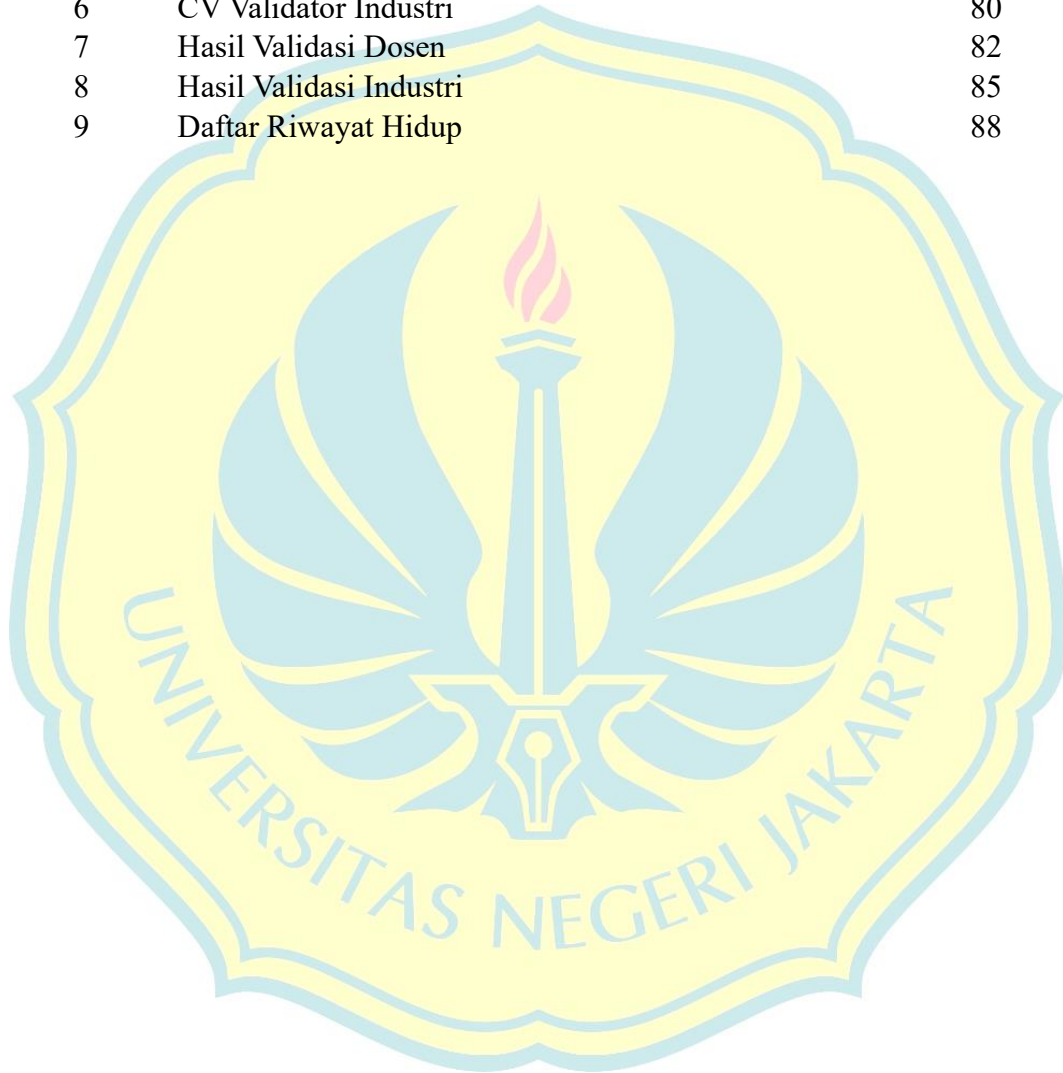 6 CV Validator Industri 80
7 Hasil Validasi Dosen 82
8 Hasil Validasi Industri 85
9 Daftar Riwayat Hidup 88
UNIVERSITAS NEGERI JAKARTA